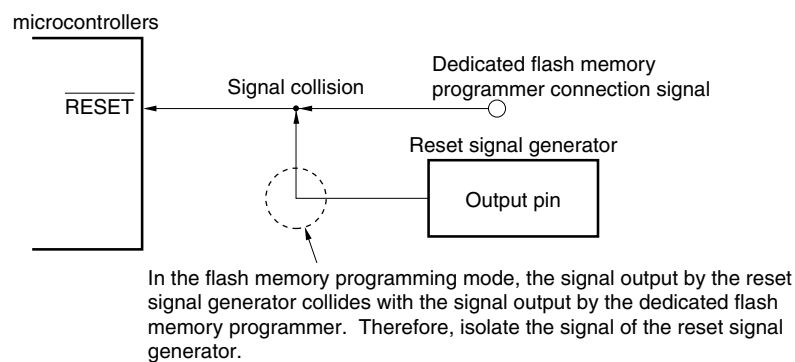 microcontrollers
Dedicated flash memory
programmer connection signal
Signal collision
RESET
Reset signal generator
Output pin
In the flash memory programming mode, the signal output by the reset
signal generator collides with the signal output by the dedicated flash
memory programmer.  Therefore, isolate the signal of the reset signal
generator.